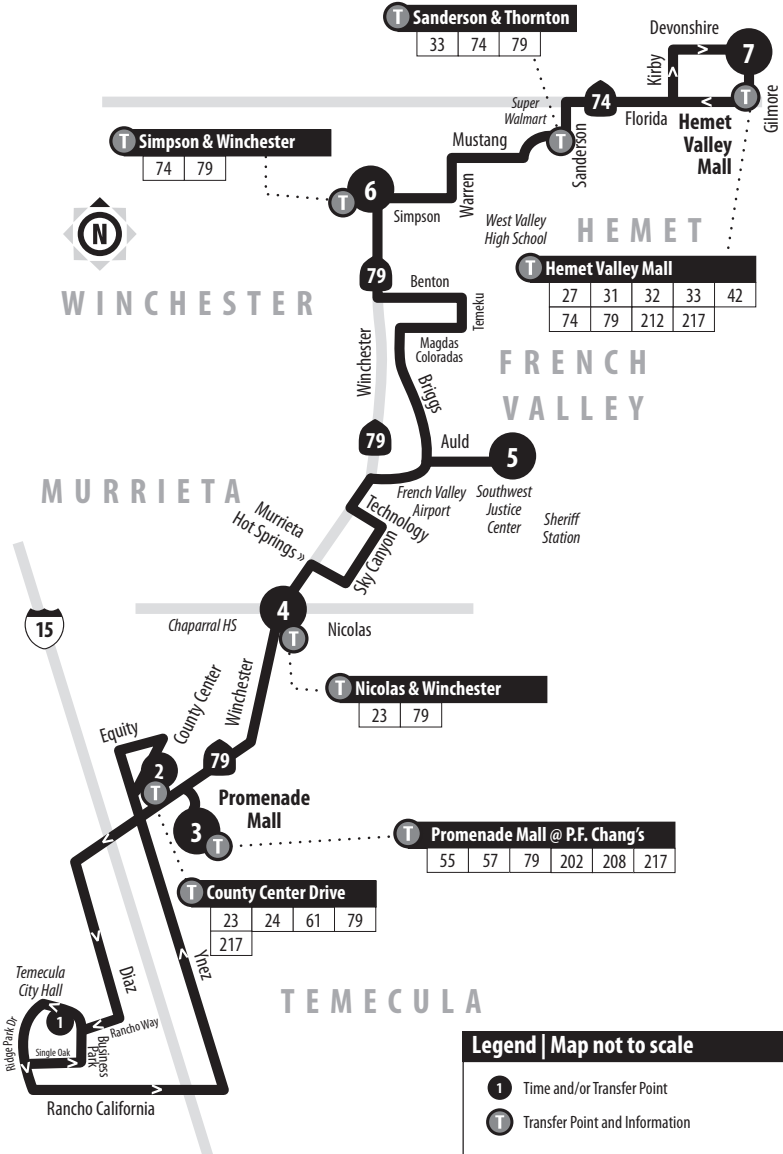 T Sanderson & Thornton
33 74 79
Devonshire
7
Kirby
Gilmore
T
Super
Walmart
74
Florida
Hemet
Valley
Mall
T Simpson & Winchester
74 79
Mustang
T
Sanderson
6
T
Simpson
Warren
N
West Valley
High School
HEMET
T Hemet Valley Mall
27 31 32 33 42
74 79 212 217
79
Benton
WINCHESTER
Temeku
Winchester
Magdas
Coloradas
FRENCH
VALLEY
Briggs
79
Auld
5
MURRIETA
French Valley
Airport
Southwest
Justice
Center
Sheriff
Station
Murrieta
Hot Springs »
Technology
Sky Canyon
4
15
Chaparral HS
T
Nicolas
T Nicolas & Winchester
23 79
County Center
Winchester
Equity
79
2
T
Promenade
Mall
3
T
T Promenade Mall @ P.F. Chang's
55 57 79 202 208 217
T County Center Drive
23 24 61 79
217
Diaz
Ynez
Temecula
City Hall
TEMECULA
1
Ridge Park Dr
Rancho Way
Single Oak
Business
Park
Rancho California
Legend | Map not to scale
1 Time and/or Transfer Point
T Transfer Point and Information